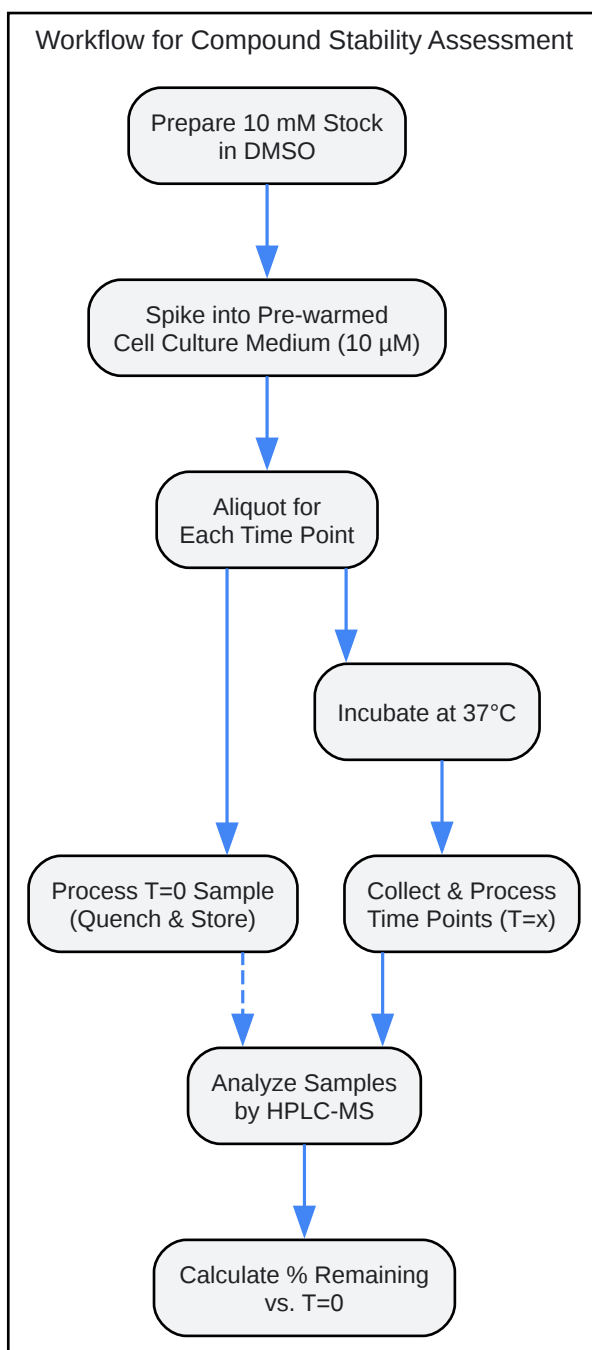 Workflow for Compound Stability Assessment
Prepare 10 mM Stock
in DMSO
Spike into Pre-warmed
Cell Culture Medium (10 µM)
Aliquot for
Each Time Point
Incubate at 37°C
Process T=0 Sample
(Quench & Store)
Collect & Process
Time Points (T=x)
Analyze Samples
by HPLC-MS
Calculate % Remaining
vs. T=0